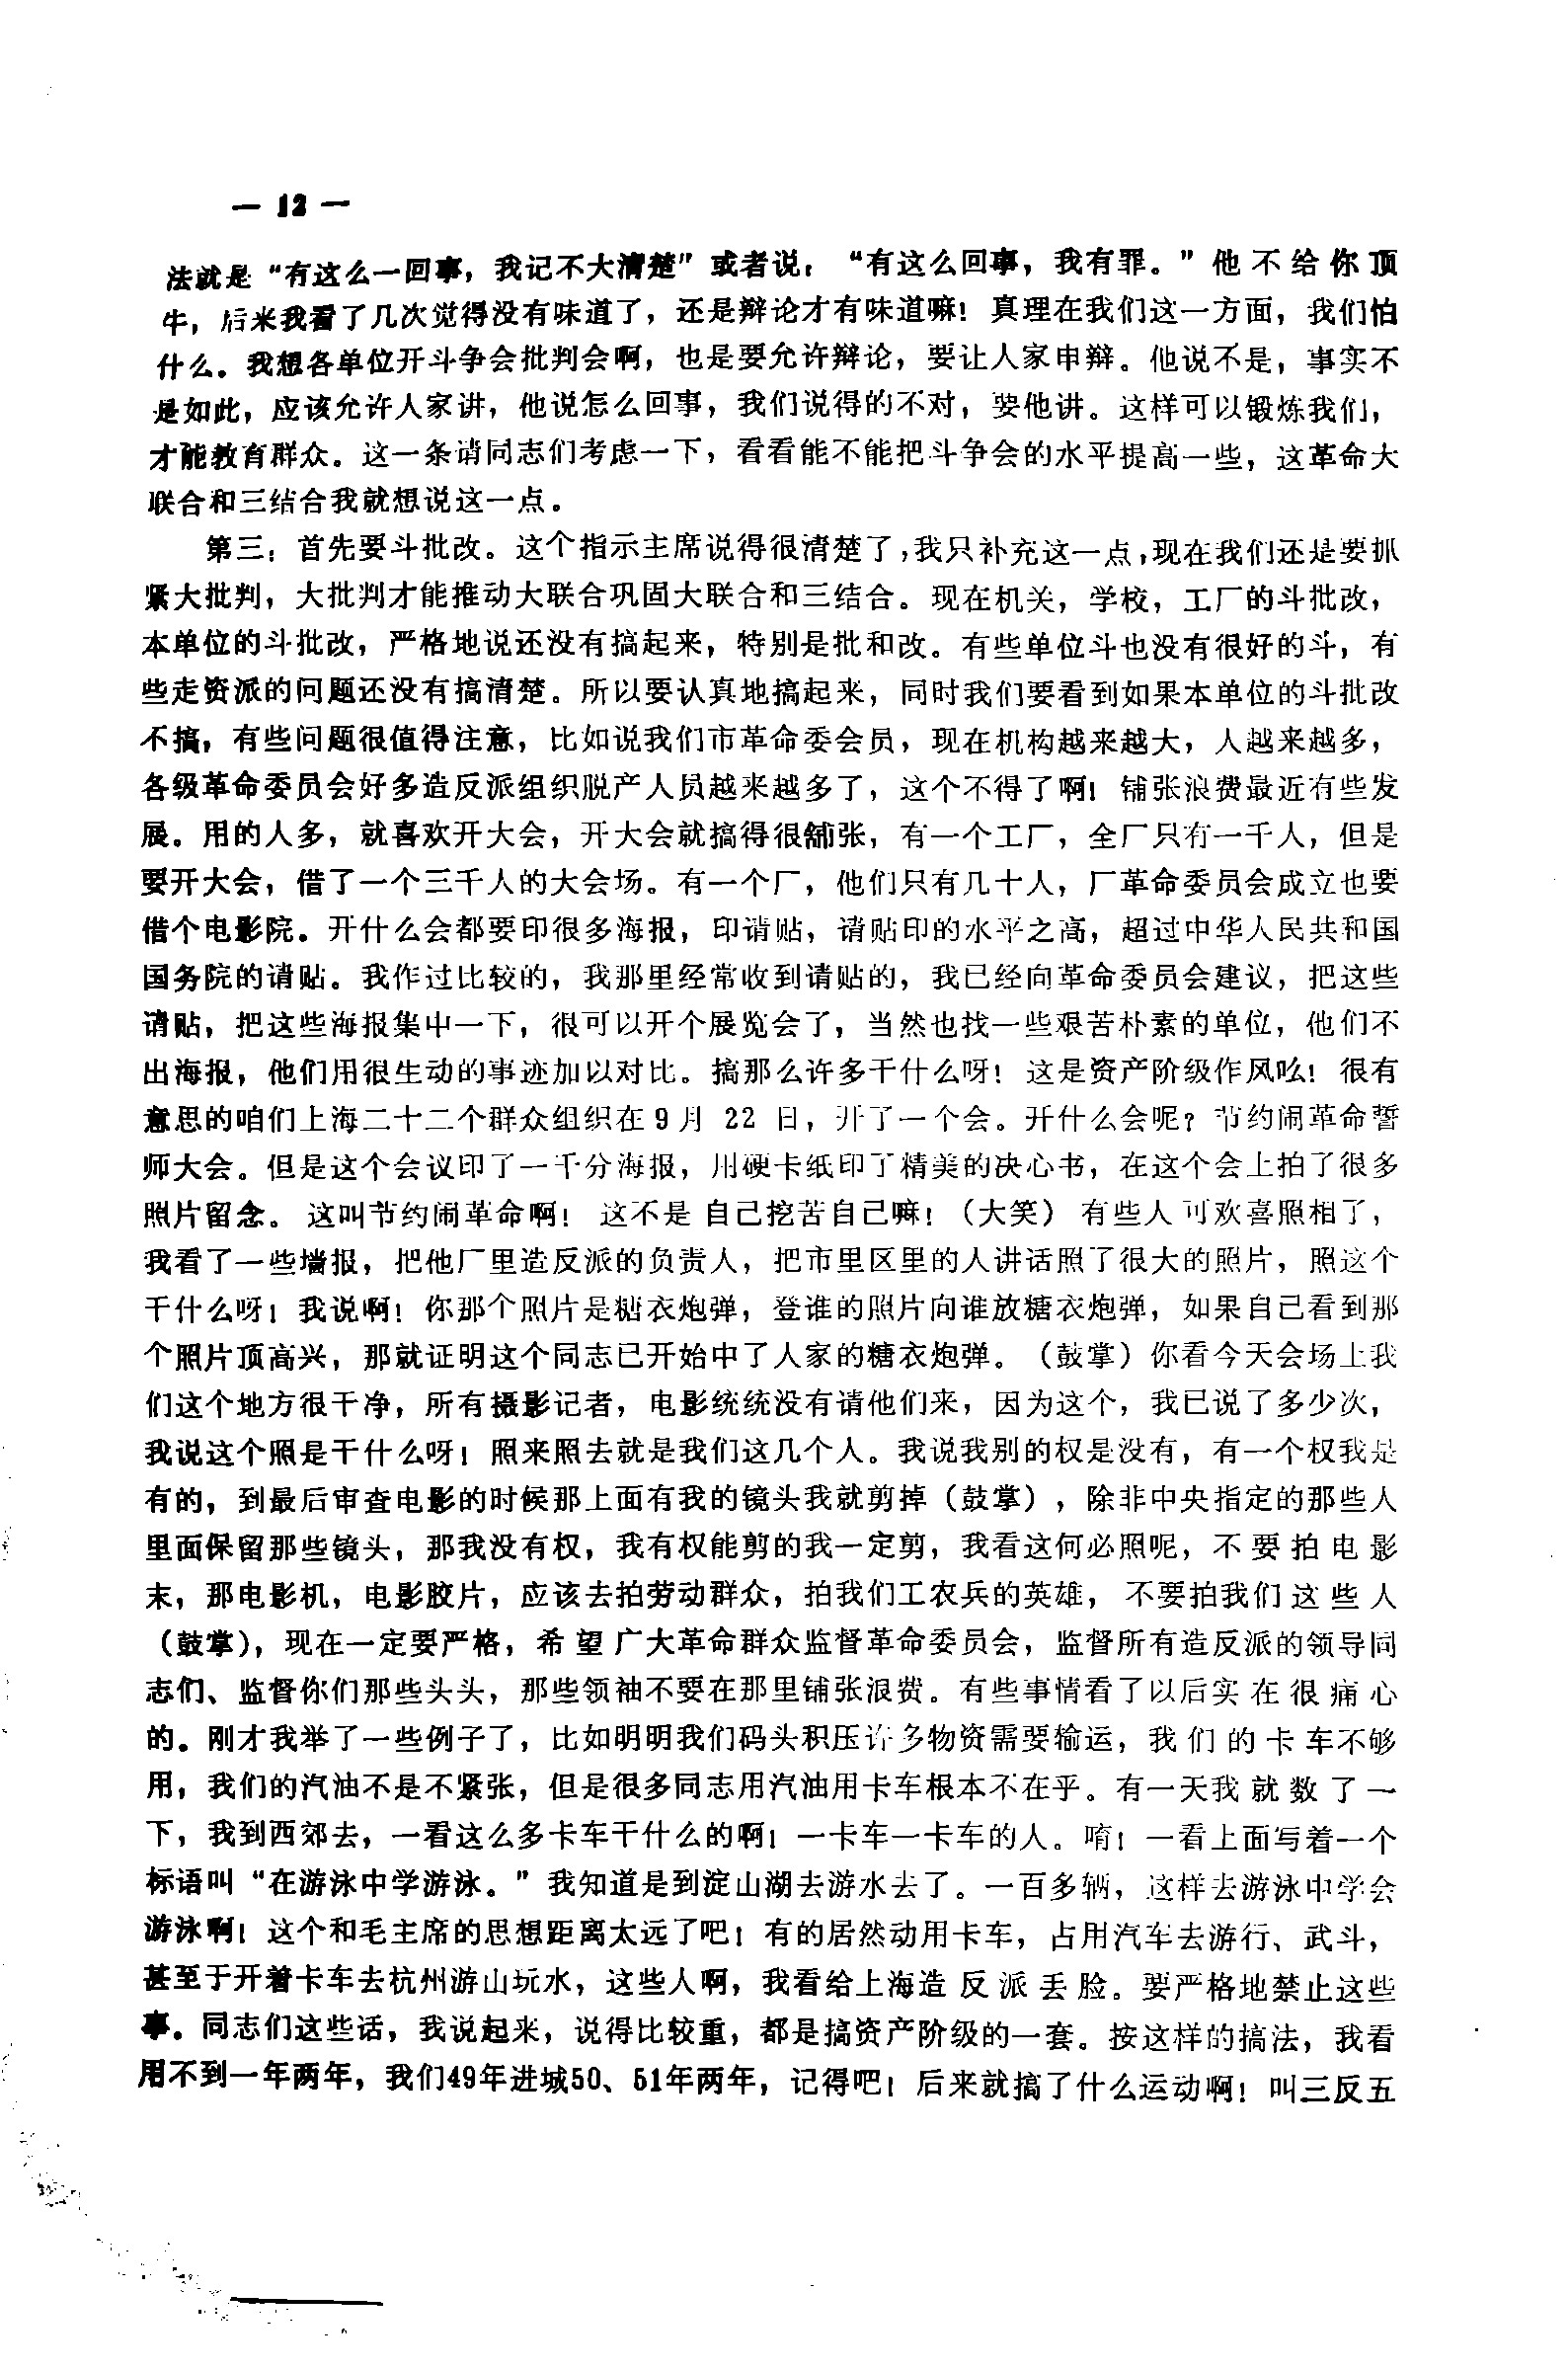 — 12 —
法就是“有这么一回事，我记不大清楚”或者说：“有这么回事，我有罪。”他不给你顶
牛，后来我看了几次觉得没有味道了，还是辩论才有味道嘛！真理在我们这一方面，我们怕
什么。我想各单位开斗争会批判会啊，也是要允许辩论，要让人家申辩。他说不是，事实不
是如此，应该允许人家讲，他说怎么回事，我们说得的不对，要他讲。这样可以锻炼我们，
才能教育群众。这一条请同志们考虑一下，看看能不能把斗争会的水平提高一些，这革命大
联合和三结合我就想说这一点。
第三：首先要斗批改。这个指示主席说得很清楚了，我只补充这一点，现在我们还是要抓
紧大批判，大批判才能推动大联合巩固大联合和三结合。现在机关，学校，工厂的斗批改，
本单位的斗批改，严格地说还没有搞起来，特别是批和改。有些单位斗也没有很好的斗，有
些走资派的问题还没有搞清楚。所以要认真地搞起来，同时我们要看到如果本单位的斗批改
不搞，有些问题很值得注意，比如说我们市革命委会员，现在机构越来越大，人越来越多，
各级革命委员会好多造反派组织脱产人员越来越多了，这个不得了啊！铺张浪费最近有些发
展。用的人多，就喜欢开大会，开大会就搞得很铺张，有一个工厂，全厂只有一千人，但是
要开大会，借了一个三千人的大会场。有一个厂，他们只有几十人，厂革命委员会成立也要
借个电影院。开什么会都要印很多海报，印请贴，请贴印的水平之高，超过中华人民共和国
国务院的请贴。我作过比较的，我那里经常收到请贴的，我已经向革命委员会建议，把这些
请贴，把这些海报集中一下，很可以开个展览会了，当然也找一些艰苦朴素的单位，他们不
出海报，他们用很生动的事迹加以对比。搞那么许多干什么呀！这是资产阶级作风吆！很有
意思的咱们上海二十二个群众组织在9月 22 日，开了一个会。开什么会呢？节约闹革命誓
师大会。但是这个会议印了一千分海报，用硬卡纸印了精美的决心书，在这个会上拍了很多
照片留念。这叫节约闹革命啊！这不是自己挖苦自己嘛！（大笑）有些人可欢喜照相了，
我看了一些墙报，把他厂里造反派的负责人，把市里区里的人讲话照了很大的照片，照这个
干什么呀！我说啊！你那个照片是糖衣炮弹，登谁的照片向谁放糖衣炮弹，如果自己看到那
个照片顶高兴，那就证明这个同志已开始中了人家的糖衣炮弹。（鼓掌）你看今天会场上我
们这个地方很干净，所有摄影记者，电影统统没有请他们来，因为这个，我已说了多少次，
我说这个照是干什么呀！照来照去就是我们这几个人。我说我别的权是没有，有一个权我是
有的，到最后审查电影的时候那上面有我的镜头我就剪掉（鼓掌），除非中央指定的那些人
里面保留那些镜头，那我没有权，我有权能剪的我一定剪，我看这何必照呢，不要拍电影
末，那电影机，电影胶片，应该去拍劳动群众，拍我们工农兵的英雄，不要拍我们这些人
（鼓掌），现在一定要严格，希望广大革命群众监督革命委员会，监督所有造反派的领导同
志们、监督你们那些头头，那些领袖不要在那里铺张浪费。有些事情看了以后实在很痛心
的。刚才我举了一些例子了，比如明明我们码头积压许多物资需要输运，我们的卡车不够
用，我们的汽油不是不紧张，但是很多同志用汽油用卡车根本不在乎。有一天我就数了一
下，我到西郊去，一看这么多卡车干什么的啊！一卡车一卡车的人。唷！一看上面写着一个
标语叫“在游泳中学游泳。”我知道是到淀山湖去游水去了。一百多辆，这样去游泳中学会
游泳啊！这个和毛主席的思想距离太远了吧！有的居然动用卡车，占用汽车去游行、武斗，
甚至于开着卡车去杭州游山玩水，这些人啊，我看给上海造反派丢脸。要严格地禁止这些
事。同志们这些话，我说起来，说得比较重，都是搞资产阶级的一套。按这样的搞法，我看
用不到一年两年，我们49年进城50、51年两年，记得吧！后来就搞了什么运动啊！叫三反五